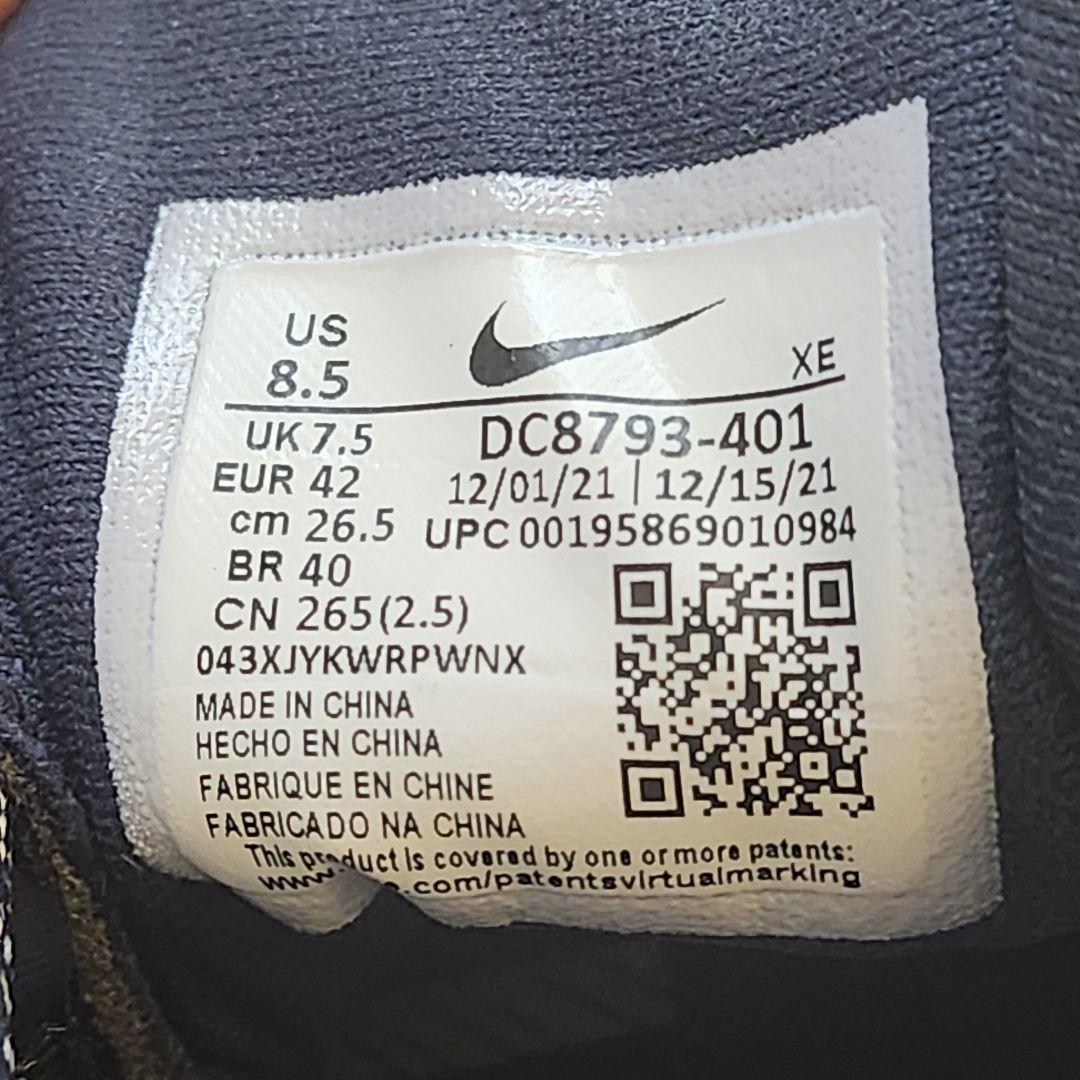 US
8.5
XE
UK 7.5
DC8793-401
EUR 42
12/01/21 | 12/15/21
cm 26.5
UPC 00195869010984
BR 40
CN 265(2.5)
043XJYKWRPWNX
MADE IN CHINA
HECHO EN CHINA
FABRIQUE EN CHINE
FABRICADO NA CHINA
This product is covered by one or more patents:
.com/patentsvirtualmarking